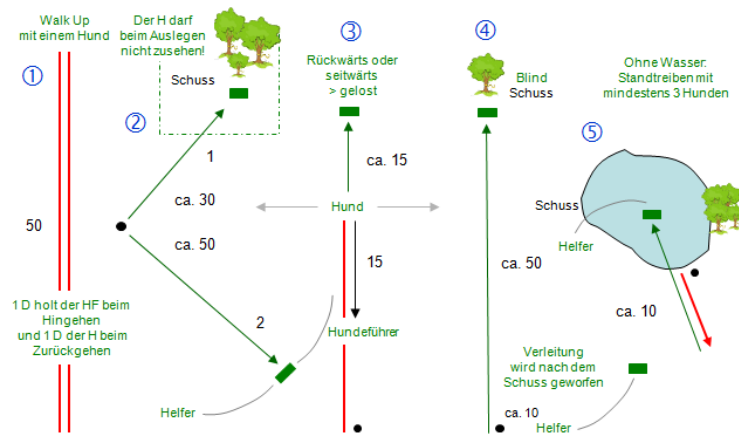 Walk Up
mit einem Hund
①
50
1 D holt der HF beim
Hingehen
und 1 D der H beim
Zurückgehen
Der H darf
beim Auslegen
nicht zusehen!
Schuss
②
1
ca. 30
ca. 50
2
Helfer
③
Rückwärts oder
seitwärts
> gelost
ca. 15
Hund
15
Hundeführer
④
Blind
Schuss
ca. 50
Verleitung
wird nach dem
Schuss geworfen
ca. 10
Helfer
Ohne Wasser:
Standtreiben mit
mindestens 3 Hunden
⑤
Schuss
Helfer
ca. 10